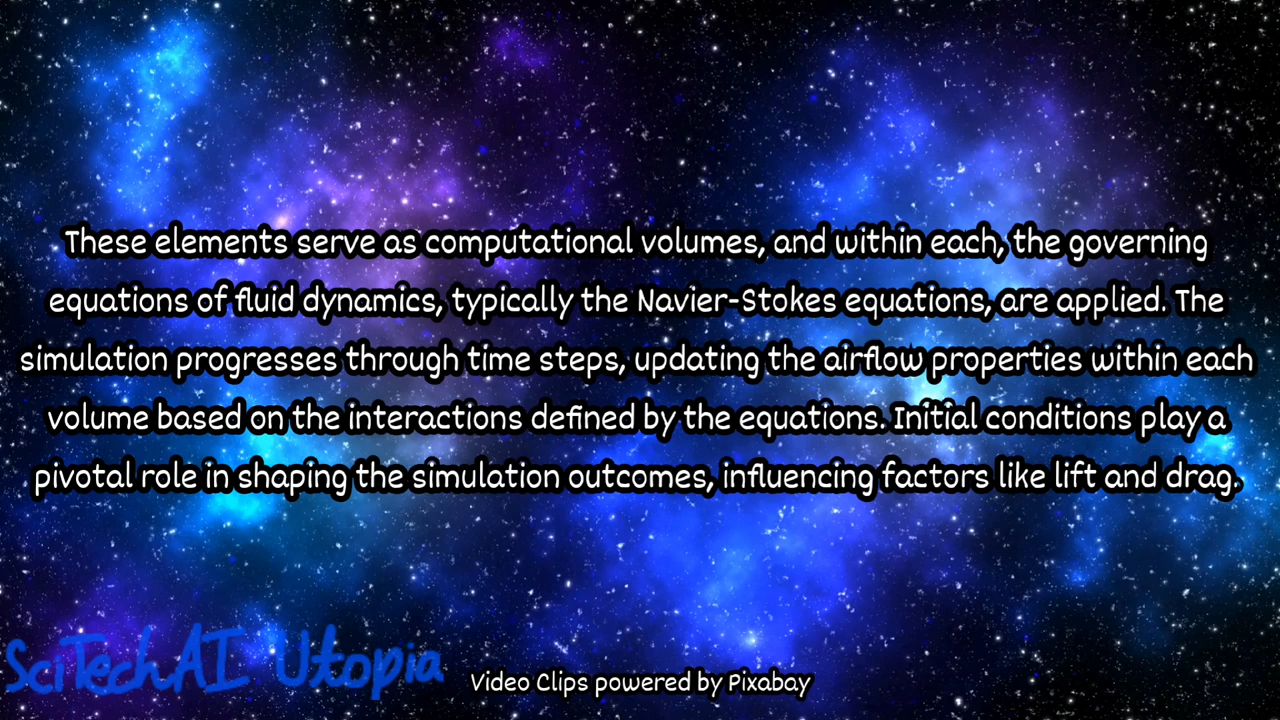 These elements serve as computational volumes, and within each, the governing
equations of fluid dynamics, typically the Navier-Stokes equations, are applied. The
simulation progresses through time steps, updating the airflow properties within each
volume based on the interactions defined by the equations. Initial conditions play a
pivotal role in shaping the simulation outcomes, influencing factors like lift and drag.
SciTechAI Utopia
Video Clips powered by Pixabay